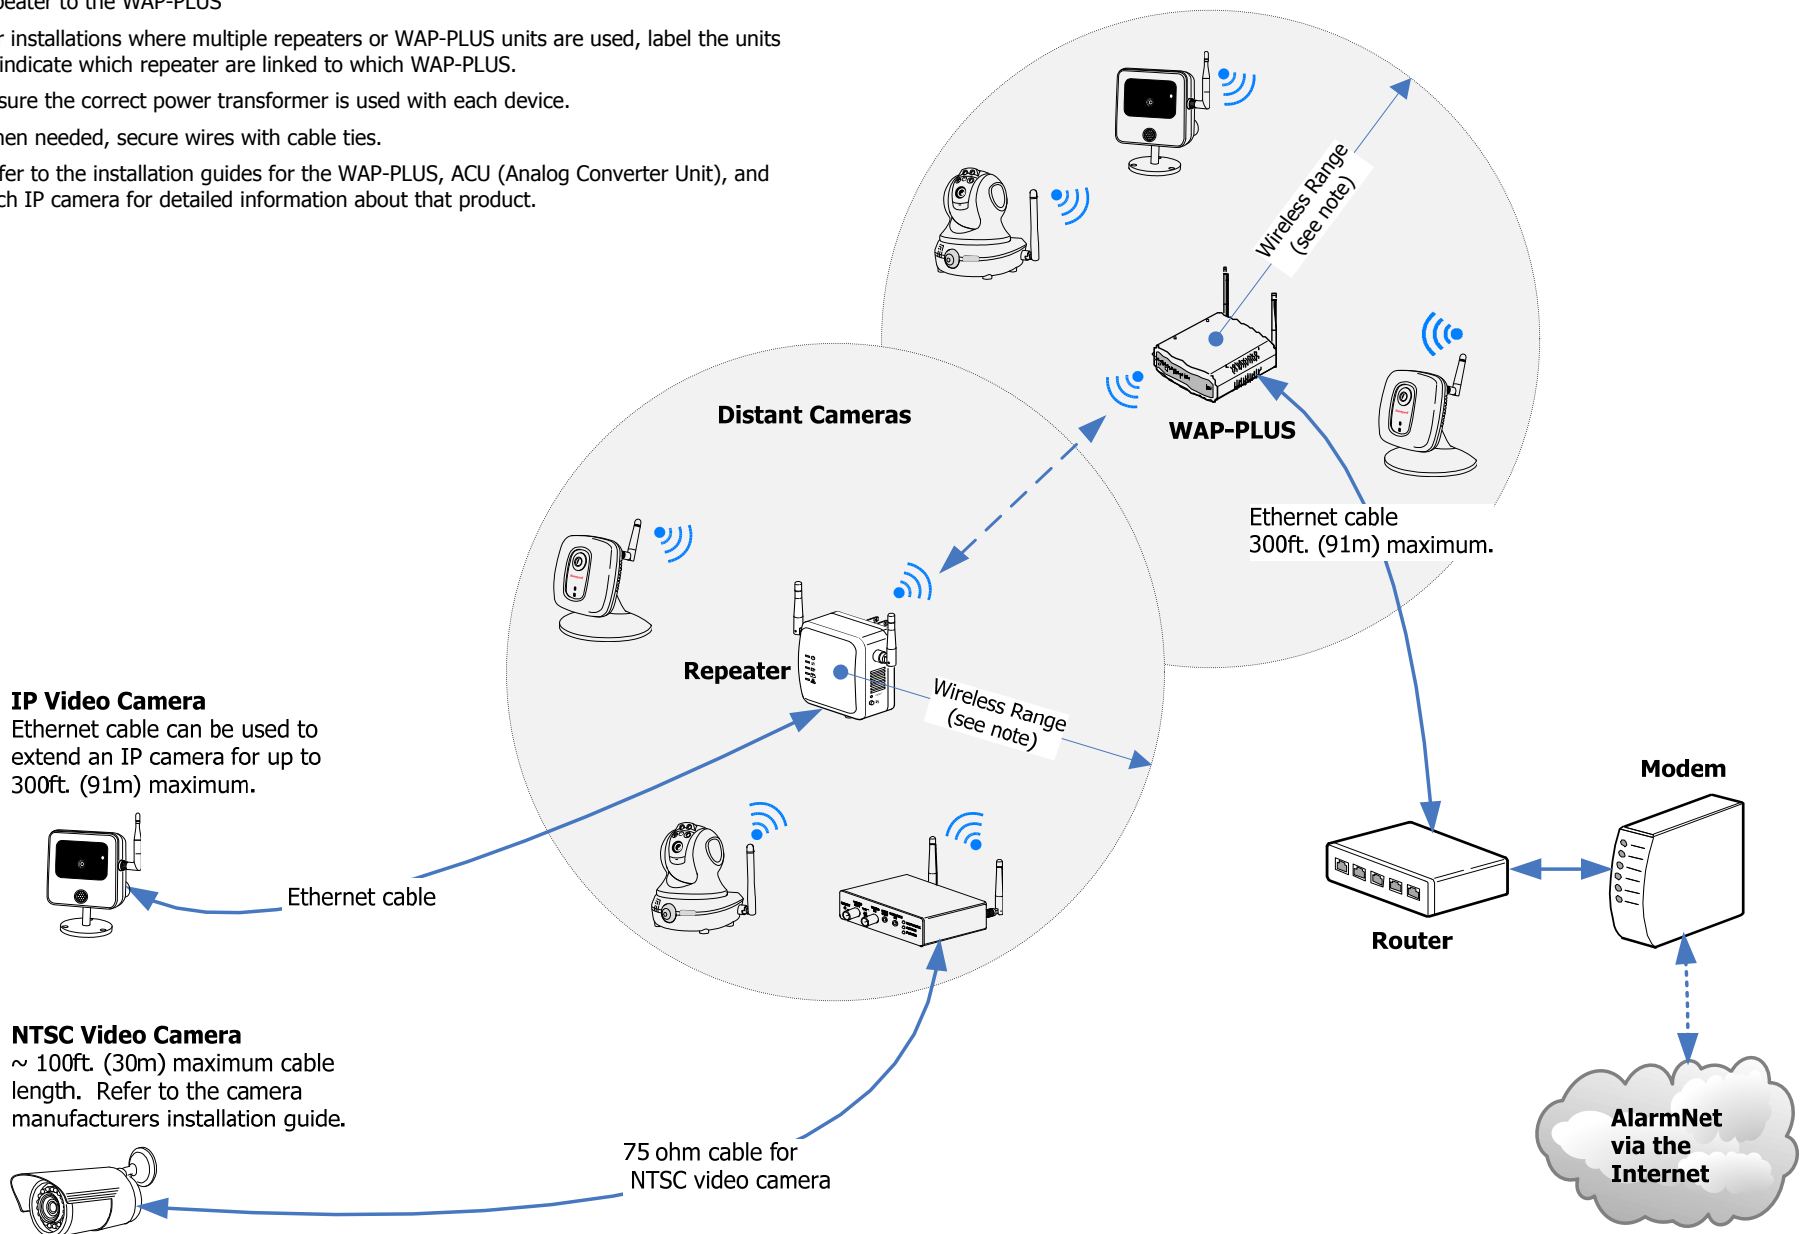 peater to the WAP-PLUS
r installations where multiple repeaters or WAP-PLUS units are used, label the units
indicate which repeater are linked to which WAP-PLUS.
sure the correct power transformer is used with each device.
hen needed, secure wires with cable ties.
fer to the installation guides for the WAP-PLUS, ACU (Analog Converter Unit), and
ch IP camera for detailed information about that product.
Wireless Range
(see note)
Distant Cameras
WAP-PLUS
Ethernet cable
300ft. (91m) maximum.
Repeater
Wireless Range
(see note)
IP Video Camera
Ethernet cable can be used to
extend an IP camera for up to
300ft. (91m) maximum.
Modem
Ethernet cable
Router
NTSC Video Camera
~ 100ft. (30m) maximum cable
length. Refer to the camera
manufacturers installation guide.
75 ohm cable for
NTSC video camera
AlarmNet
via the
Internet